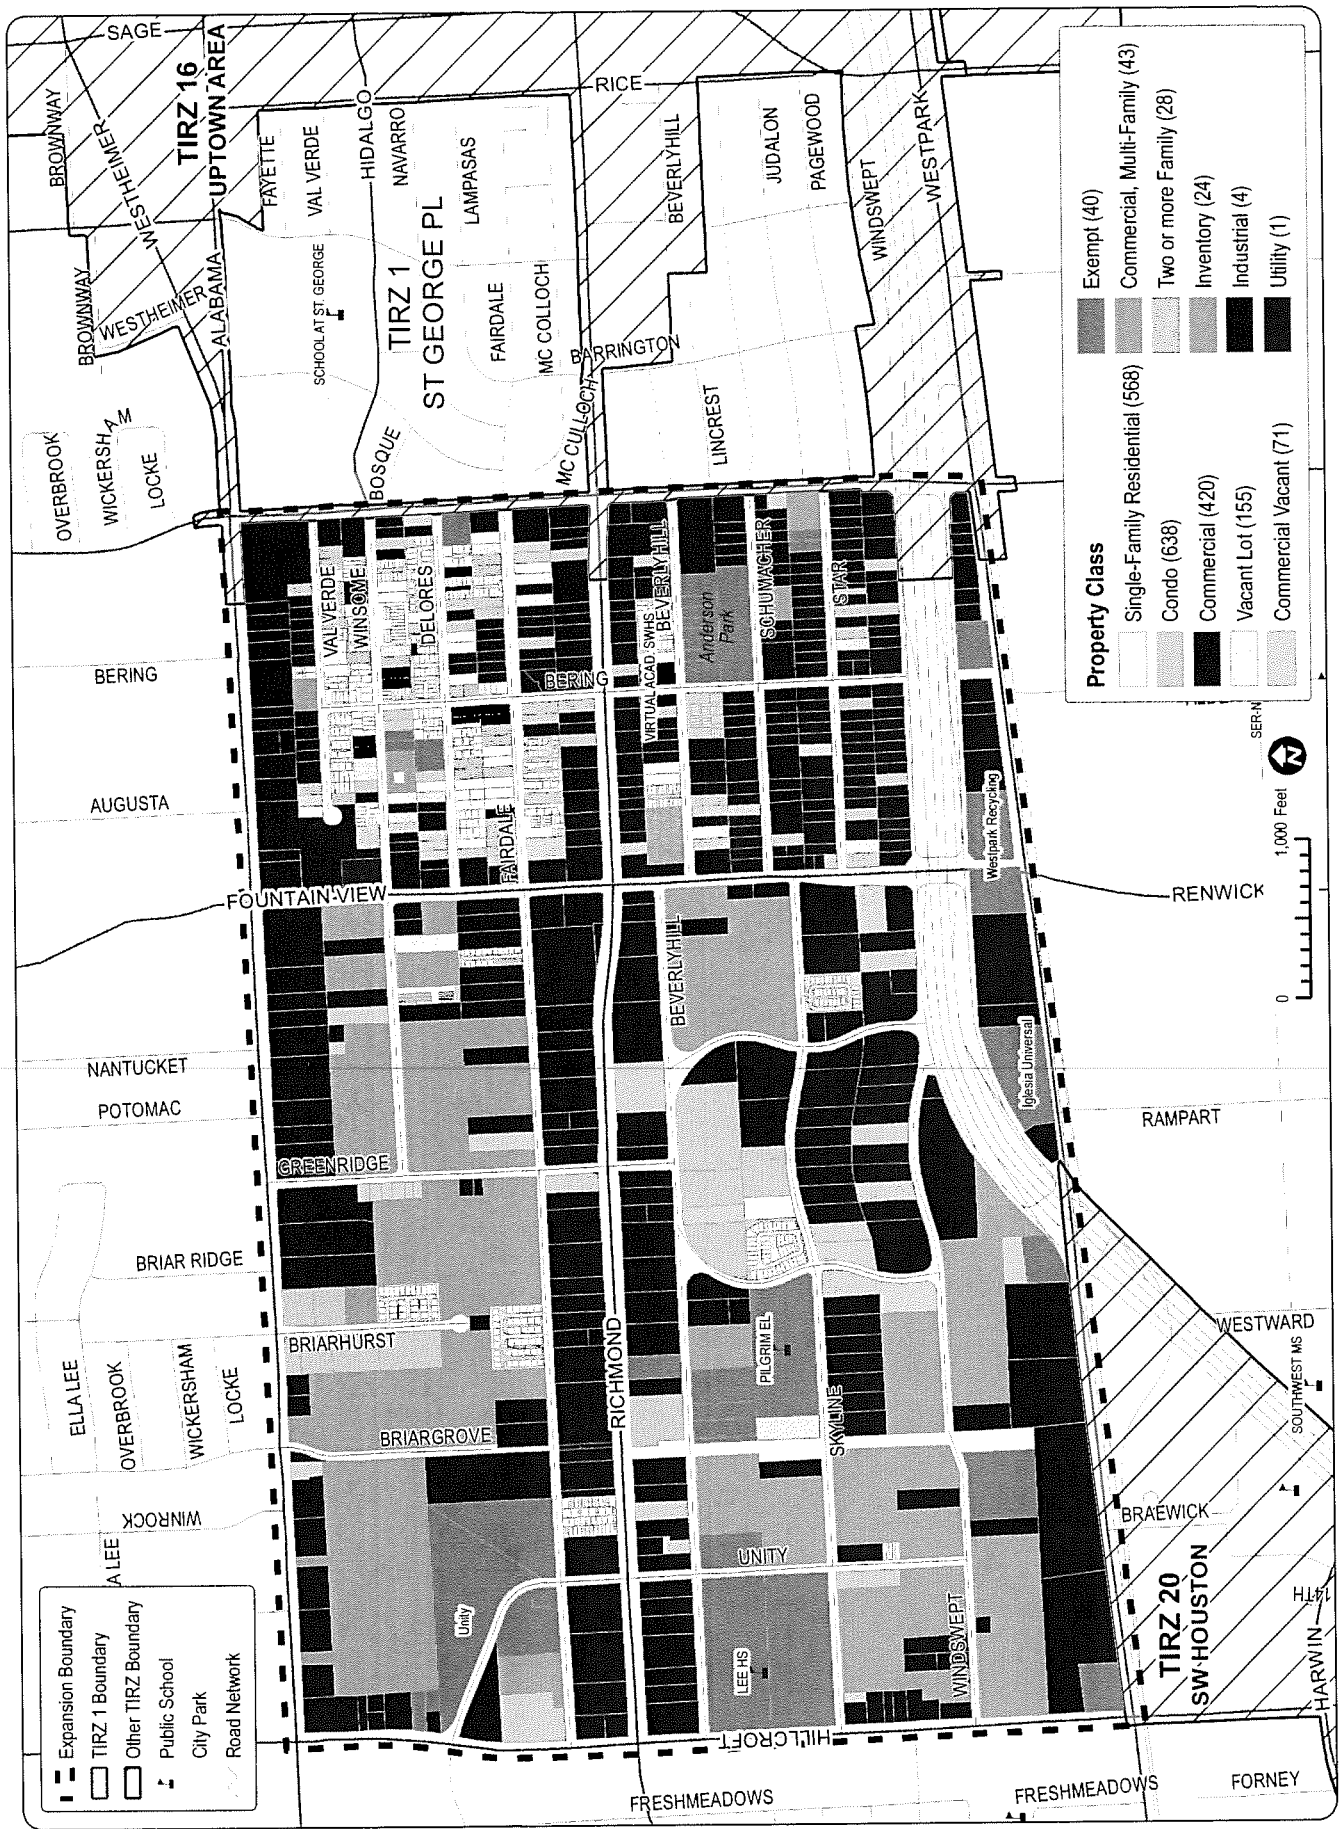 SAGE
BROWNWAY
WESTHEIMER
TIRZ 16
UPTOWN AREA
ALABAMA
BROWNWAY
WESTHEIMER
FAYETTE
VAL VERDE
HIDALGO
NAVARRO
LAMPASAS
RICE
BEVERLYHILL
JUDALON
PAGEWOOD
WINDSWEPT
WESTPARK
SCHOOL AT ST. GEORGE
TIRZ 1
ST GEORGE PL
FAIRDALE
MC COLLOCH
BARRINGTON
MC CULLOCH
LINCREST
BOSQUE
OVERBROOK
WICKERSHAM
LOCKE
VAL VERDE
WINSOME
DELORES
FAIRDALE
BERING
VIRTUAL ACAD. SWHS
BEVERLYHILL
Anderson
Park
SCHUMACHER
STAR
BERING
AUGUSTA
FOUNTAIN VIEW
Westpark Recycling
RENWICK
BEVERLYHILL
NANTUCKET
POTOMAC
GREENRIDGE
Iglesia Universal
RAMPART
BRIAR RIDGE
BRIARHURST
RICHMOND
PILGRIM EL
SKYLINE
WESTWARD
SOUTHWEST MS
ELLA LEE
OVERBROOK
WICKERSHAM
LOCKE
BRIARGROVE
WINROCK
A LEE
UNITY
Unity
LEE HS
WINDSWEPT
BRAEWICK
14TH
HARWIN
TIRZ 20
SW HOUSTON
HILLCROFT
FRESHMEADOWS
FRESHMEADOWS
FORNEY
SER-N
Expansion Boundary
TIRZ 1 Boundary
Other TIRZ Boundary
Public School
City Park
Road Network
Property Class
Single-Family Residential (568)
Condo (638)
Commercial (420)
Vacant Lot (155)
Commercial Vacant (71)
Exempt (40)
Commercial, Multi-Family (43)
Two or more Family (28)
Inventory (24)
Industrial (4)
Utility (1)
0
1,000 Feet
N